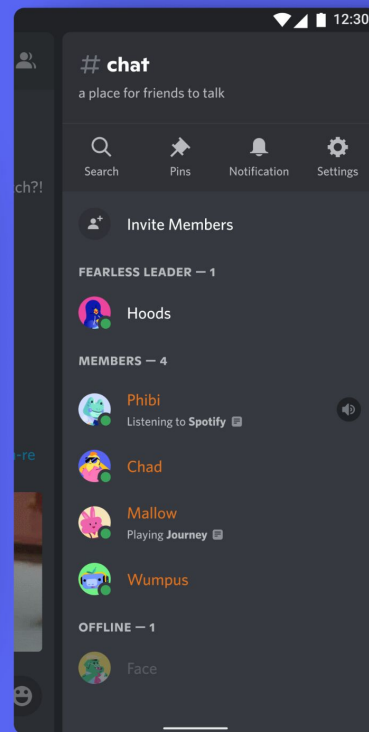 12:30
# chat
a place for friends to talk
Search Pins Notification Settings
ch?!
Invite Members
FEARLESS LEADER — 1
Hoods
MEMBERS — 4
Phibi
Listening to Spotify
-re
Chad
Mallow
Playing Journey
Wumpus
OFFLINE — 1
Face